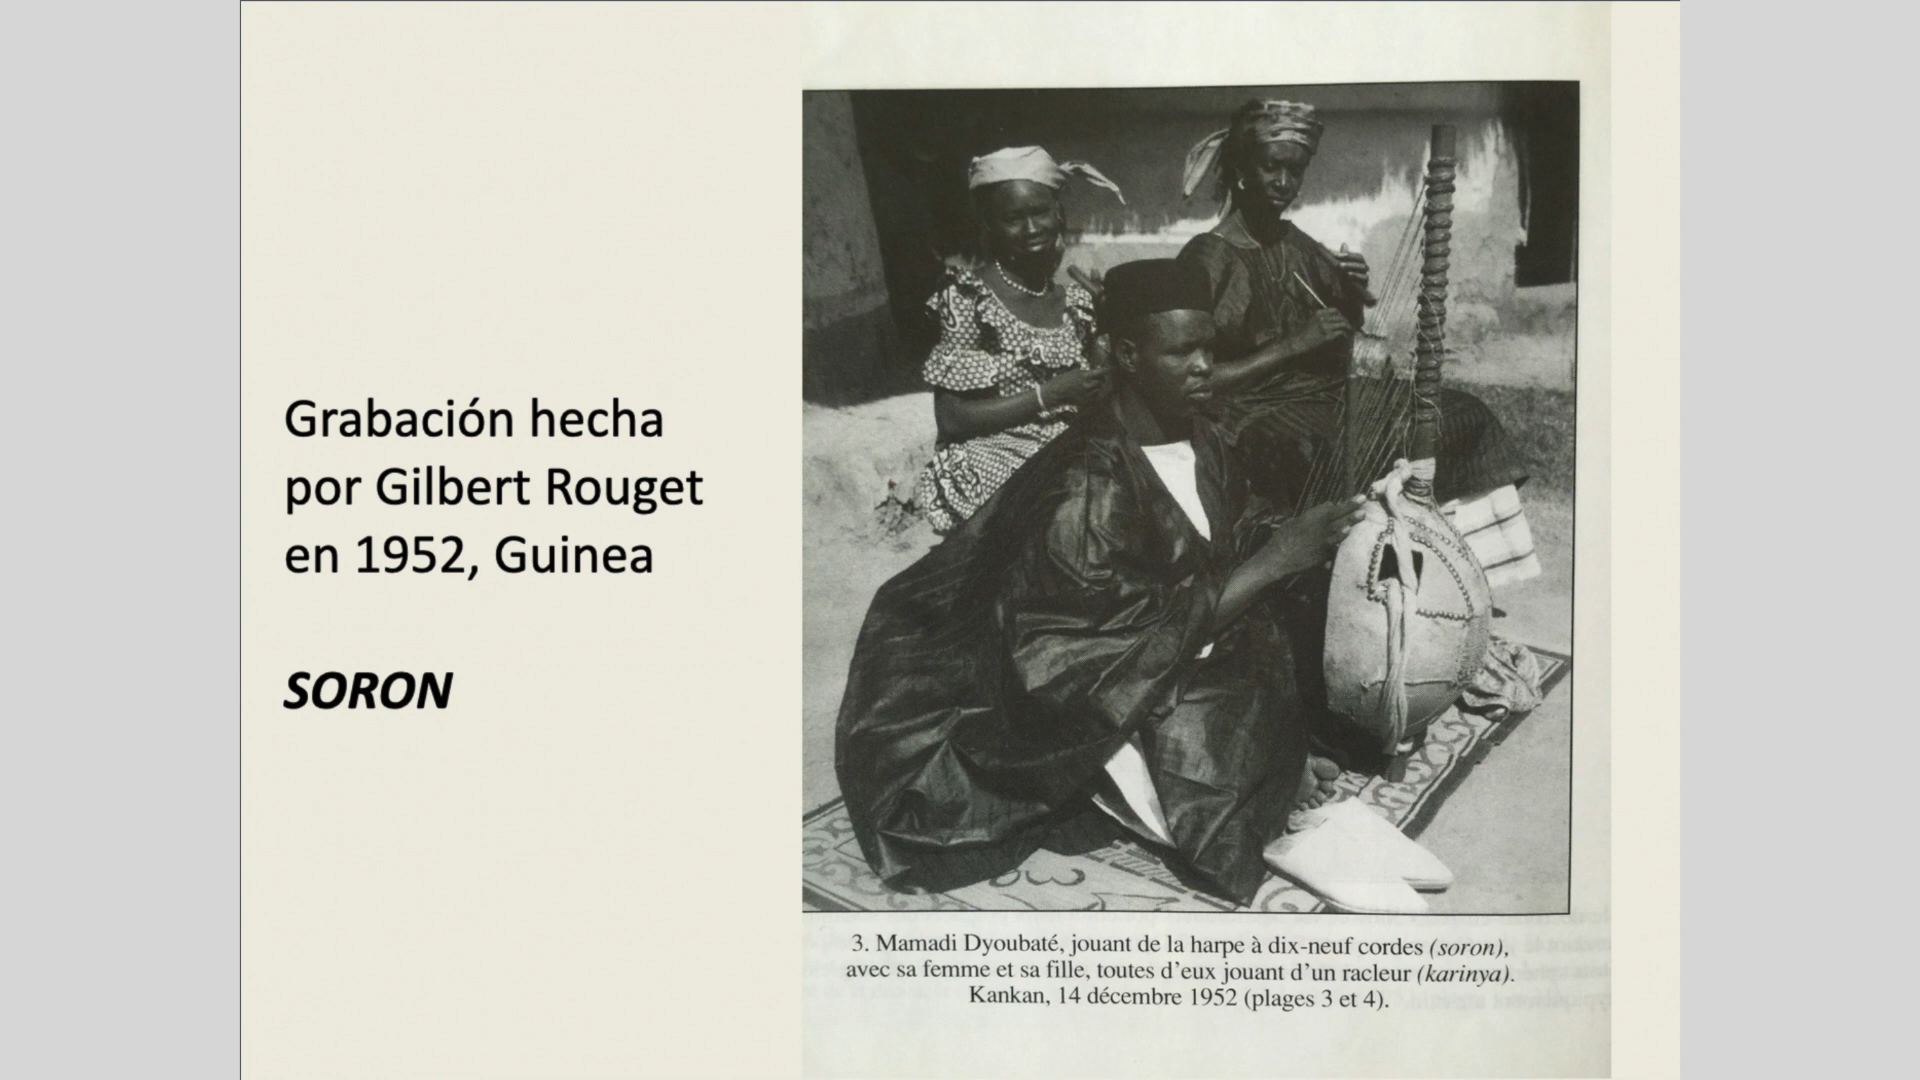 Grabación hecha
por Gilbert Rouget
en 1952, Guinea
SORON
3. Mamadi Dyoubaté, jouant de la harpe à dix-neuf cordes (soron),
avec sa femme et sa fille, toutes d'eux jouant d'un racleur (karinya).
Kankan, 14 décembre 1952 (plages 3 et 4).